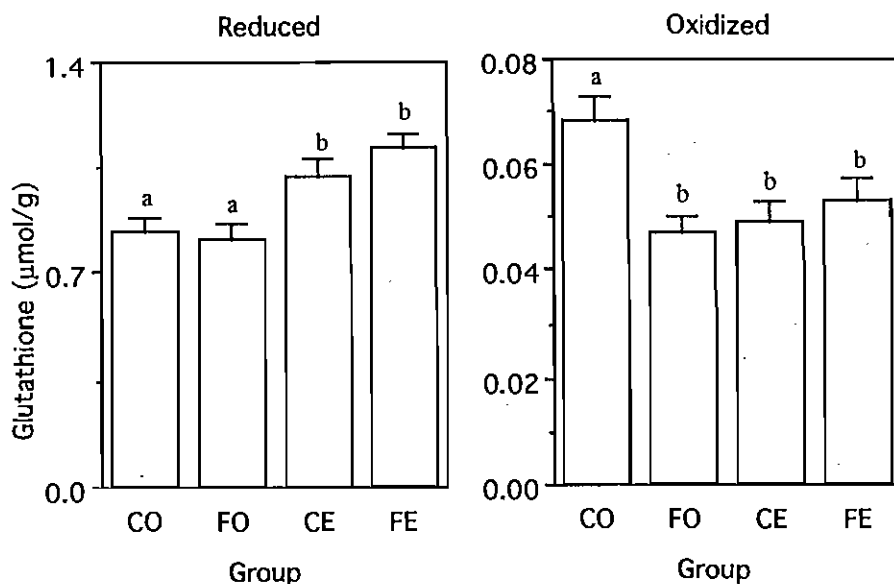 Reduced
Oxidized
Glutathione (μmol/g)
1.4
0.7
0.0
a
a
b
b
CO FO CE FE
Group
0.08
0.06
0.04
0.02
0.00
a
b
b
b
CO FO CE FE
Group